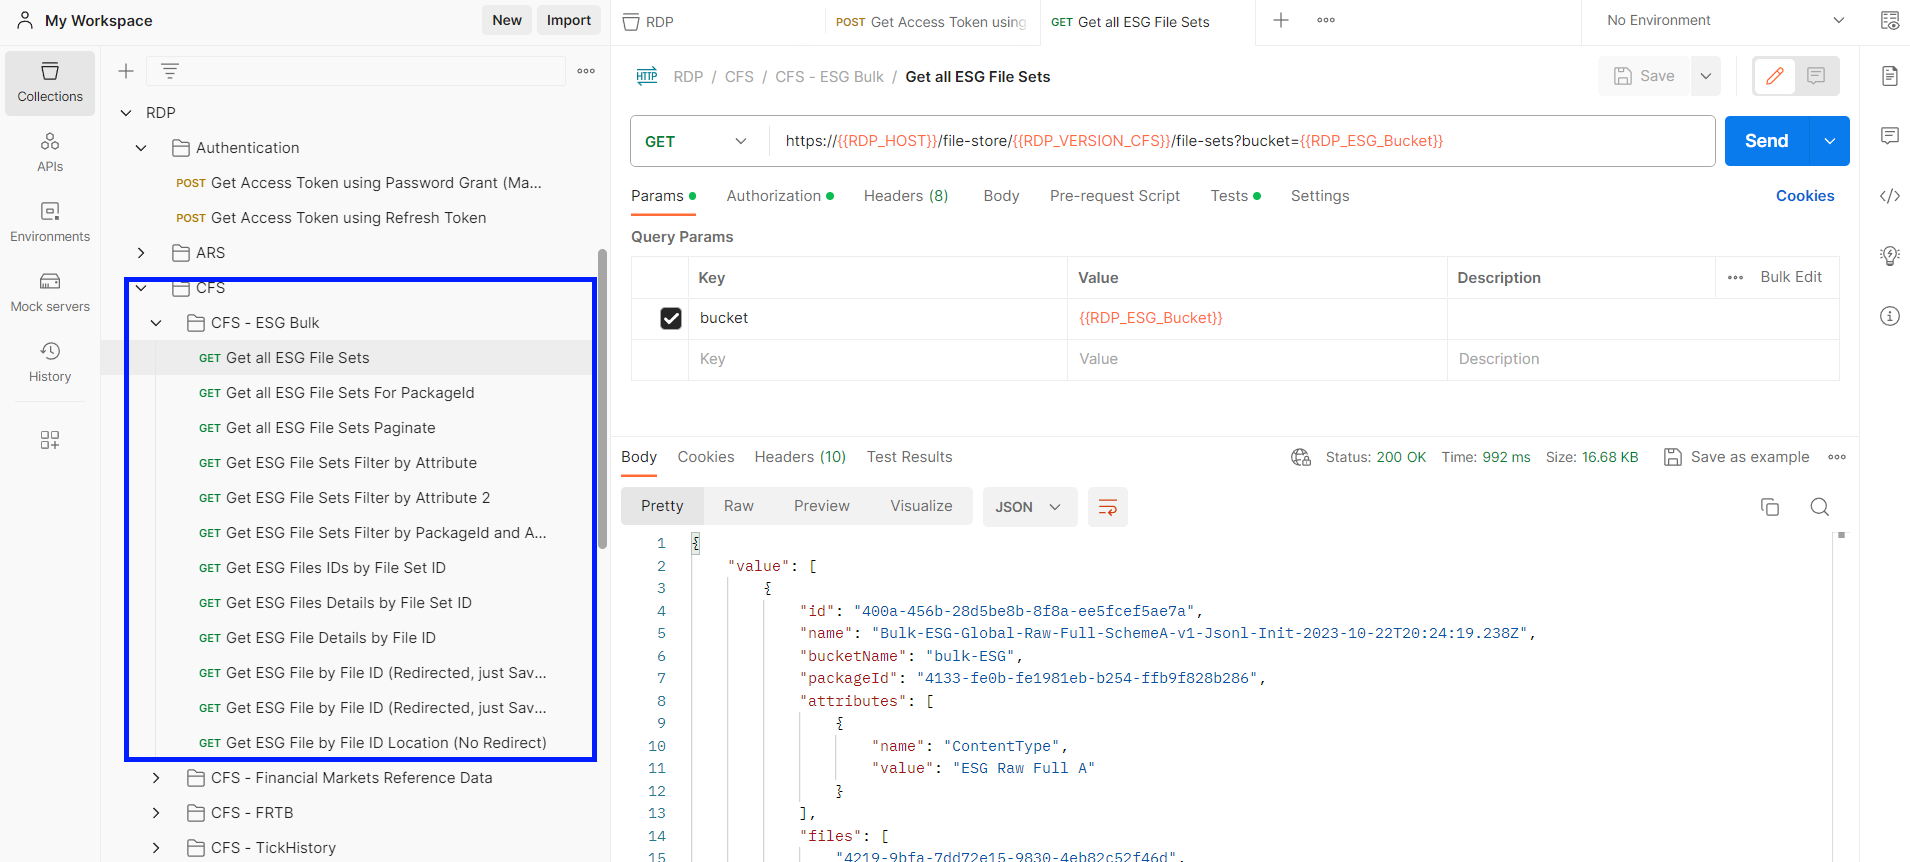 My Workspace
New
Import
RDP
POST Get Access Token using
GET Get all ESG File Sets
No Environment
Collections
APIs
Environments
Mock servers
History
RDP
Authentication
POST Get Access Token using Password Grant (Ma...
POST Get Access Token using Refresh Token
ARS
CFS
CFS - ESG Bulk
GET Get all ESG File Sets
GET Get all ESG File Sets For PackageId
GET Get all ESG File Sets Paginate
GET Get ESG File Sets Filter by Attribute
GET Get ESG File Sets Filter by Attribute 2
GET Get ESG File Sets Filter by PackageId and A...
GET Get ESG Files IDs by File Set ID
GET Get ESG Files Details by File Set ID
GET Get ESG File Details by File ID
GET Get ESG File by File ID (Redirected, just Sav...
GET Get ESG File by File ID (Redirected, just Sav...
GET Get ESG File by File ID Location (No Redirect)
CFS - Financial Markets Reference Data
CFS - FRTB
CFS - TickHistory
HTTP RDP / CFS / CFS - ESG Bulk / Get all ESG File Sets
Save
GET https://{{RDP_HOST}}/file-store/{{RDP_VERSION_CFS}}/file-sets?bucket={{RDP_ESG_Bucket}}
Send
Params Authorization Headers (8) Body Pre-request Script Tests Settings Cookies
Query Params
Key Value Description Bulk Edit
bucket {{RDP_ESG_Bucket}}
Key Value Description
Body Cookies Headers (10) Test Results
Status: 200 OK Time: 992 ms Size: 16.68 KB Save as example
Pretty Raw Preview Visualize JSON
1 {
2 "value": [
3 {
4 "id": "400a-456b-28d5be8b-8f8a-ee5fcef5ae7a",
5 "name": "Bulk-ESG-Global-Raw-Full-SchemeA-v1-Jsonl-Init-2023-10-22T20:24:19.238Z",
6 "bucketName": "bulk-ESG",
7 "packageId": "4133-fe0b-fe1981eb-b254-ffb9f828b286",
8 "attributes": [
9 {
10 "name": "ContentType",
11 "value": "ESG Raw Full A"
12 }
13 ],
14 "files": [
15 "4219-9bfa-7dd72e15-9830-4eb82c52f46d",